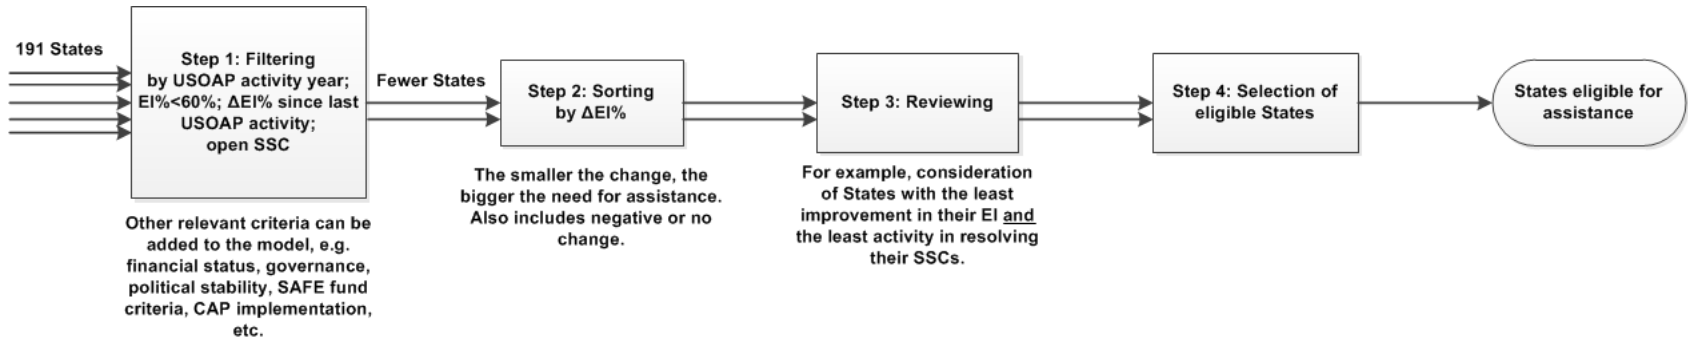 191 States
Step 1: Filtering
by USOAP activity year;
EI%<60%; ΔEI% since last
USOAP activity;
open SSC
Other relevant criteria can be
added to the model, e.g.
financial status, governance,
political stability, SAFE fund
criteria, CAP implementation,
etc.
Fewer States
Step 2: Sorting
by ΔEI%
The smaller the change, the
bigger the need for assistance.
Also includes negative or no
change.
Step 3: Reviewing
For example, consideration
of States with the least
improvement in their EI and
the least activity in resolving
their SSCs.
Step 4: Selection of
eligible States
States eligible for
assistance